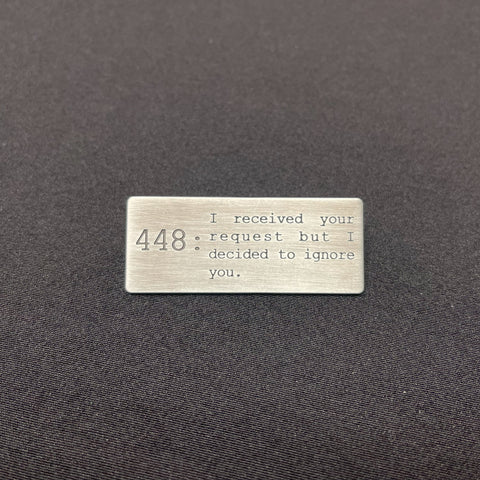 448:
I received your
request but I
decided to ignore
you.